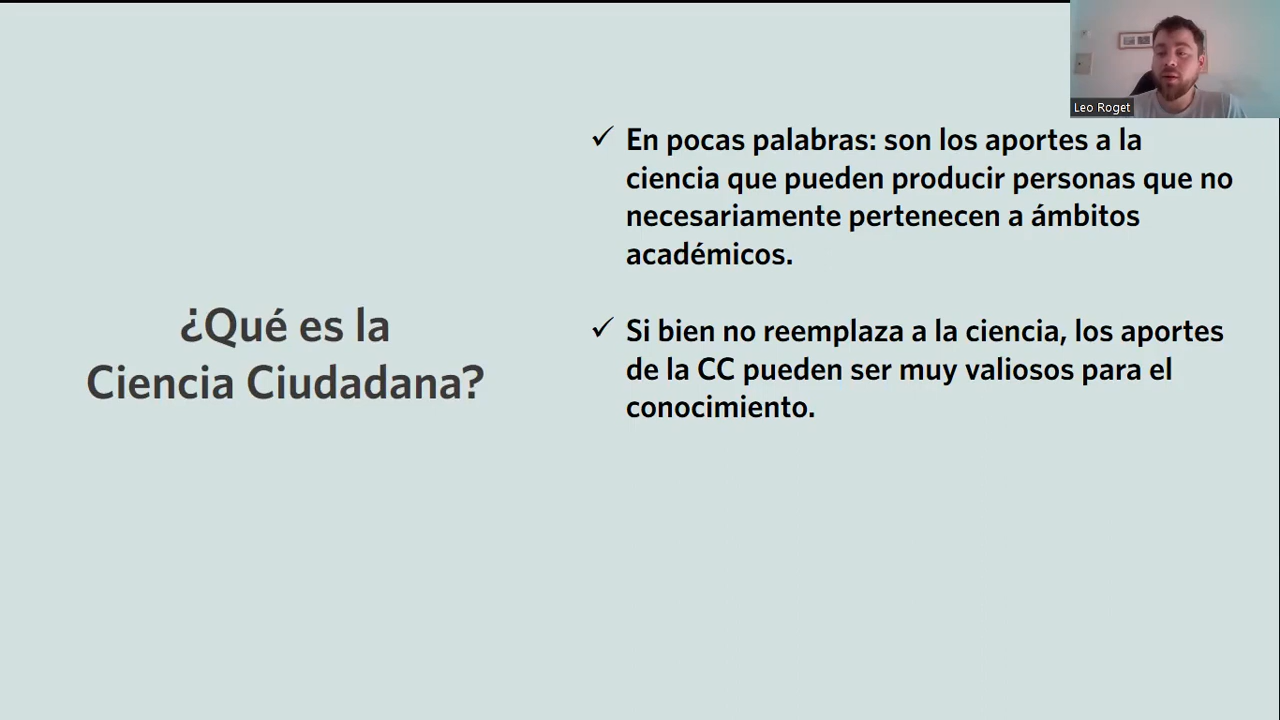 Leo Roget
✓ En pocas palabras: son los aportes a la
ciencia que pueden producir personas que no
necesariamente pertenecen a ámbitos
académicos.
¿Qué es la
Ciencia Ciudadana?
✓ Si bien no reemplaza a la ciencia, los aportes
de la CC pueden ser muy valiosos para el
conocimiento.